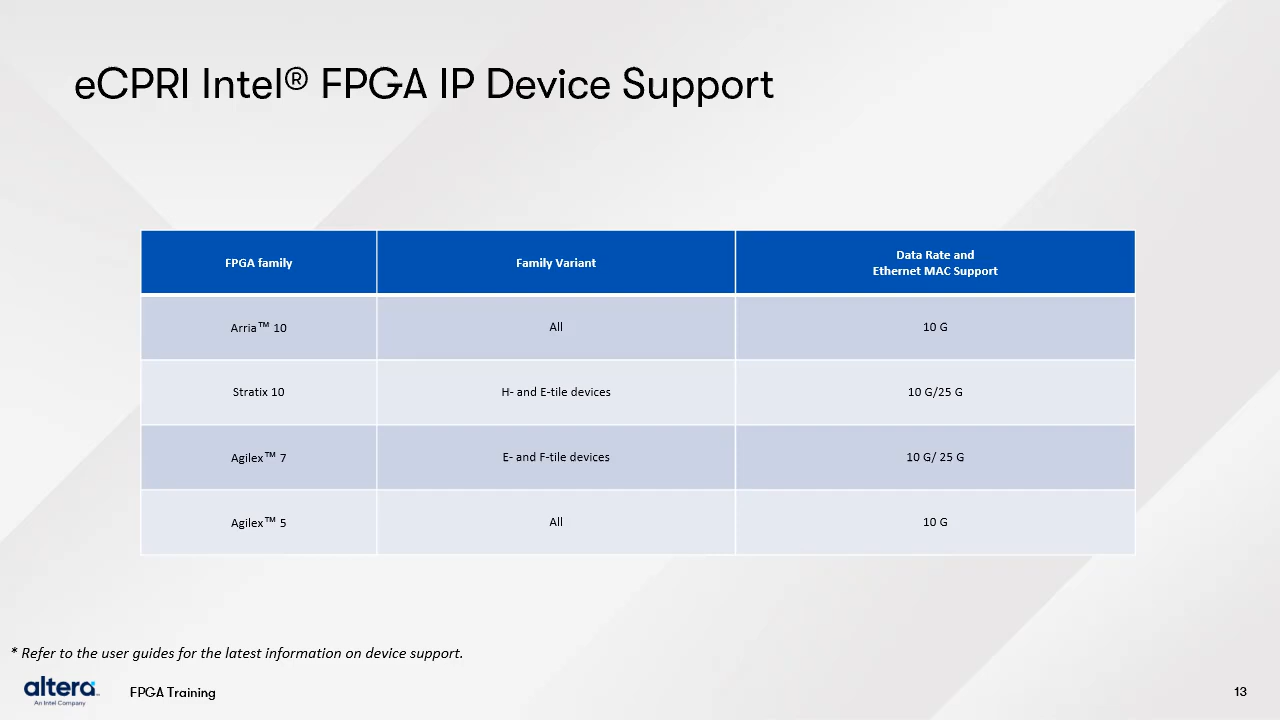 eCPRI Intel® FPGA IP Device Support
FPGA family
Family Variant
Data Rate and
Ethernet MAC Support
Arria™ 10
All
10 G
Stratix 10
H- and E-tile devices
10 G/25 G
Agilex™ 7
E- and F-tile devices
10 G/ 25 G
Agilex™ 5
All
10 G
* Refer to the user guides for the latest information on device support.
altera
An Intel Company
FPGA Training
13